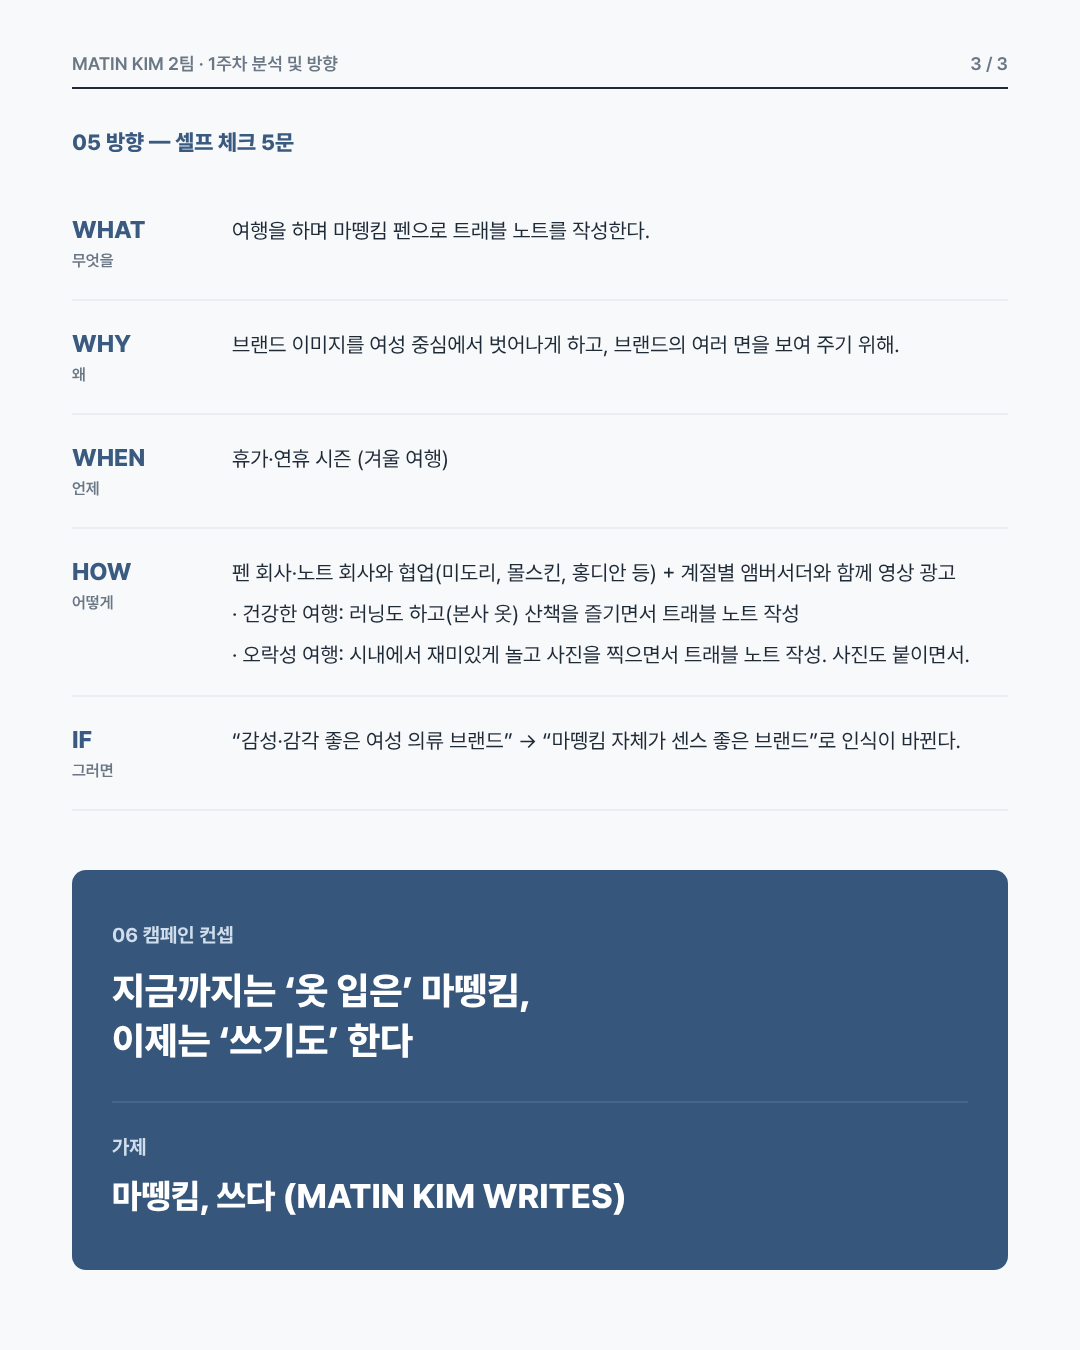 MATIN KIM 2팀 · 1주차 분석 및 방향
3 / 3
05 방향 — 셀프 체크 5문
WHAT
여행을 하며 마뗑킴 펜으로 트래블 노트를 작성한다.
무엇을
WHY
브랜드 이미지를 여성 중심에서 벗어나게 하고, 브랜드의 여러 면을 보여 주기 위해.
왜
WHEN
휴가·연휴 시즌 (겨울 여행)
언제
HOW
펜 회사·노트 회사와 협업(미도리, 몰스킨, 홍디안 등) + 계절별 앰버서더와 함께 영상 광고
어떻게
· 건강한 여행: 러닝도 하고(본사 옷) 산책을 즐기면서 트래블 노트 작성
· 오락성 여행: 시내에서 재미있게 놀고 사진을 찍으면서 트래블 노트 작성. 사진도 붙이면서.
IF
“감성·감각 좋은 여성 의류 브랜드” → “마뗑킴 자체가 센스 좋은 브랜드”로 인식이 바뀐다.
그러면
06 캠페인 컨셉
지금까지는 ‘옷 입은’ 마뗑킴,
이제는 ‘쓰기도’ 한다
가제
마뗑킴, 쓰다 (MATIN KIM WRITES)